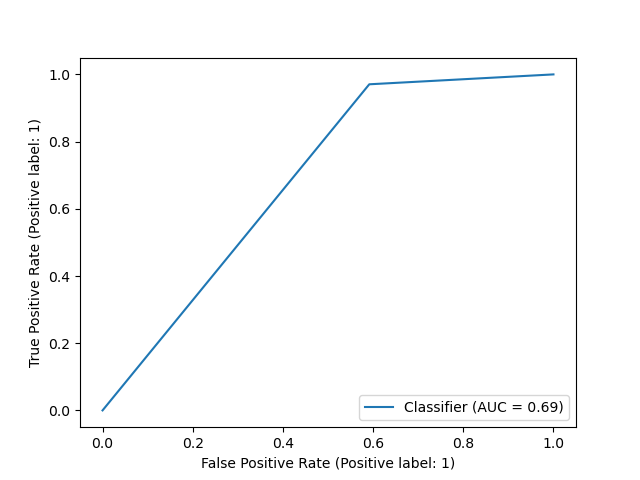 1.0
0.8
0.6
0.4
0.2
0.0
True Positive Rate (Positive label: 1)
Classifier (AUC = 0.69)
0.0 0.2 0.4 0.6 0.8 1.0
False Positive Rate (Positive label: 1)